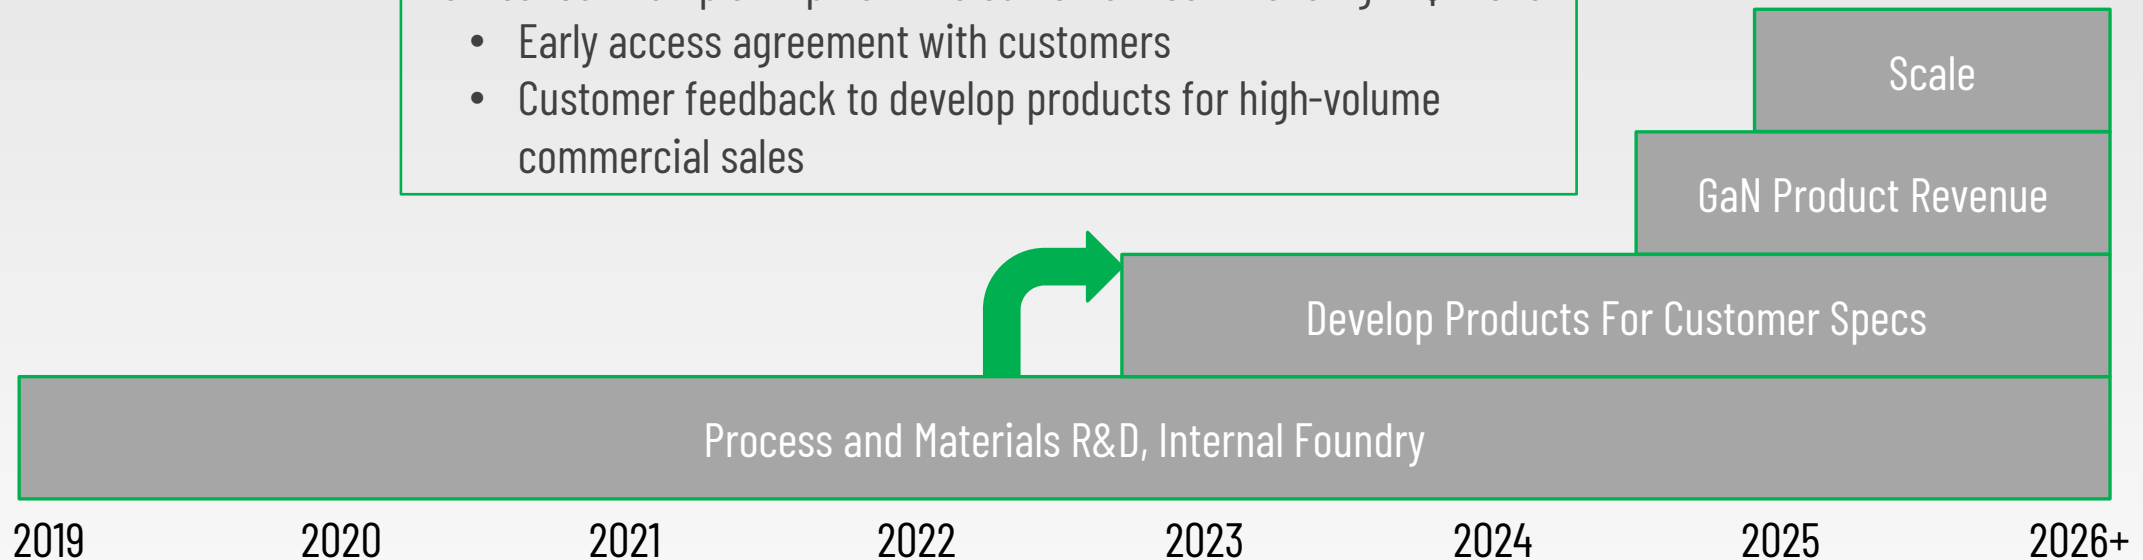 • Early access agreement with customers
• Customer feedback to develop products for high-volume
commercial sales
Scale
GaN Product Revenue
Develop Products For Customer Specs
Process and Materials R&D, Internal Foundry
2019 2020 2021 2022 2023 2024 2025 2026+